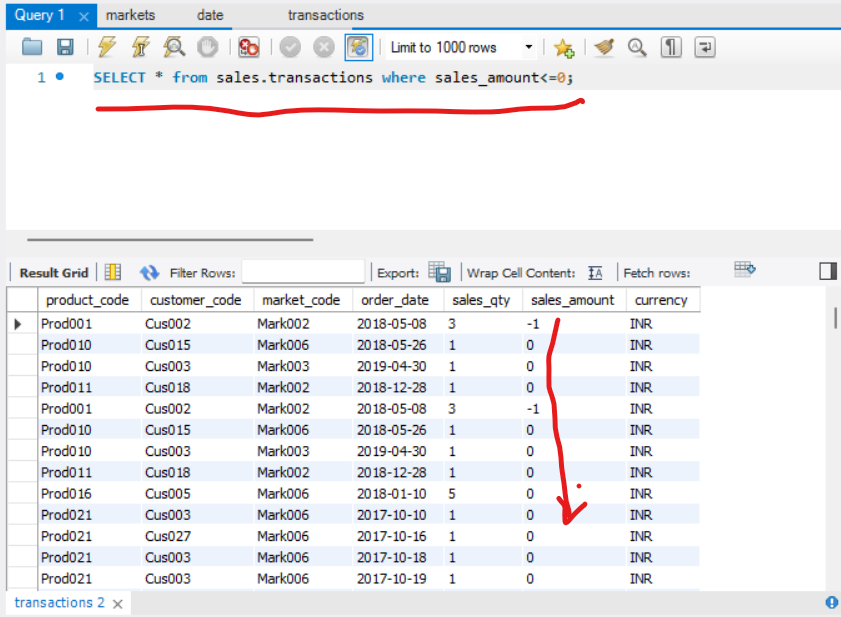 Query 1 markets date transactions
Limit to 1000 rows
1 SELECT * from sales.transactions where sales_amount<=0;
Result Grid Filter Rows: Export: Wrap Cell Content: Fetch rows:
product_code customer_code market_code order_date sales_qty sales_amount currency
Prod001 Cus002 Mark002 2018-05-08 3 -1 INR
Prod010 Cus015 Mark006 2018-05-26 1 0 INR
Prod010 Cus003 Mark003 2019-04-30 1 0 INR
Prod011 Cus018 Mark002 2018-12-28 1 0 INR
Prod001 Cus002 Mark002 2018-05-08 3 -1 INR
Prod010 Cus015 Mark006 2018-05-26 1 0 INR
Prod010 Cus003 Mark003 2019-04-30 1 0 INR
Prod011 Cus018 Mark002 2018-12-28 1 0 INR
Prod016 Cus005 Mark006 2018-01-10 5 0 INR
Prod021 Cus003 Mark006 2017-10-10 1 0 INR
Prod021 Cus027 Mark006 2017-10-16 1 0 INR
Prod021 Cus003 Mark006 2017-10-18 1 0 INR
Prod021 Cus003 Mark006 2017-10-19 1 0 INR
transactions 2